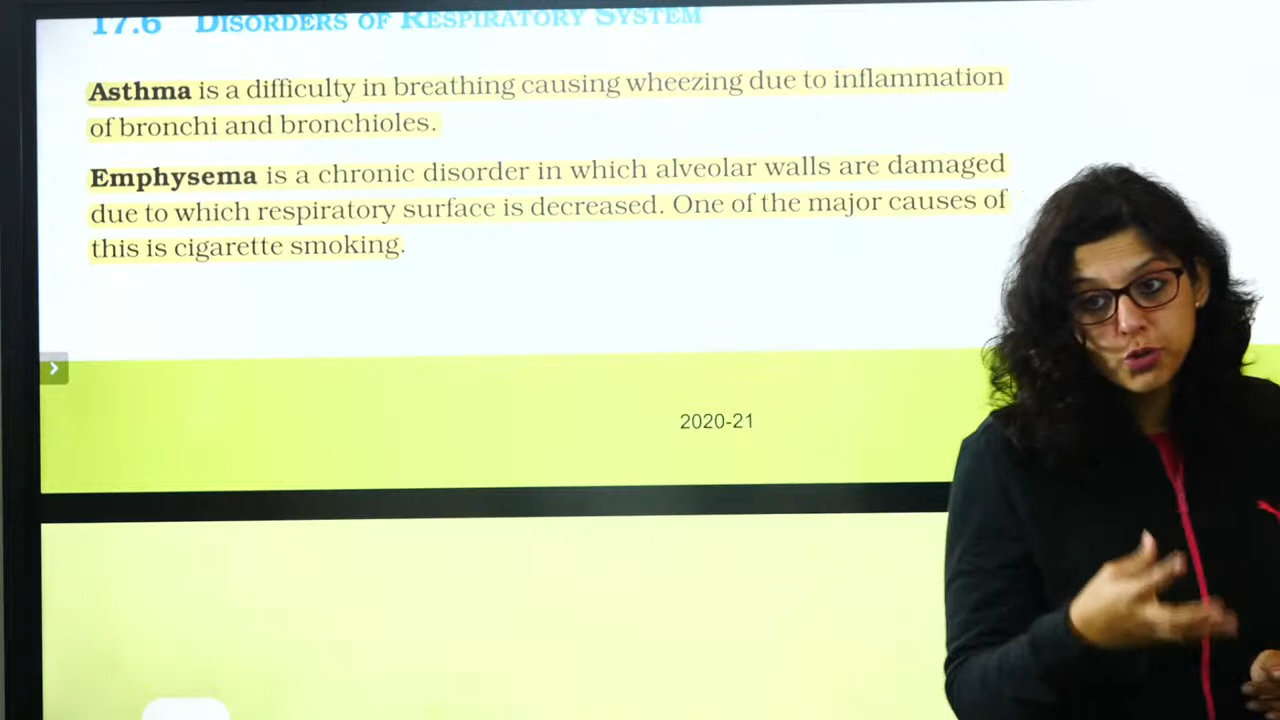 17.6 DISORDERS OF RESPIRATORY SYSTEM
Asthma is a difficulty in breathing causing wheezing due to inflammation
of bronchi and bronchioles.
Emphysema is a chronic disorder in which alveolar walls are damaged
due to which respiratory surface is decreased. One of the major causes of
this is cigarette smoking.
2020-21